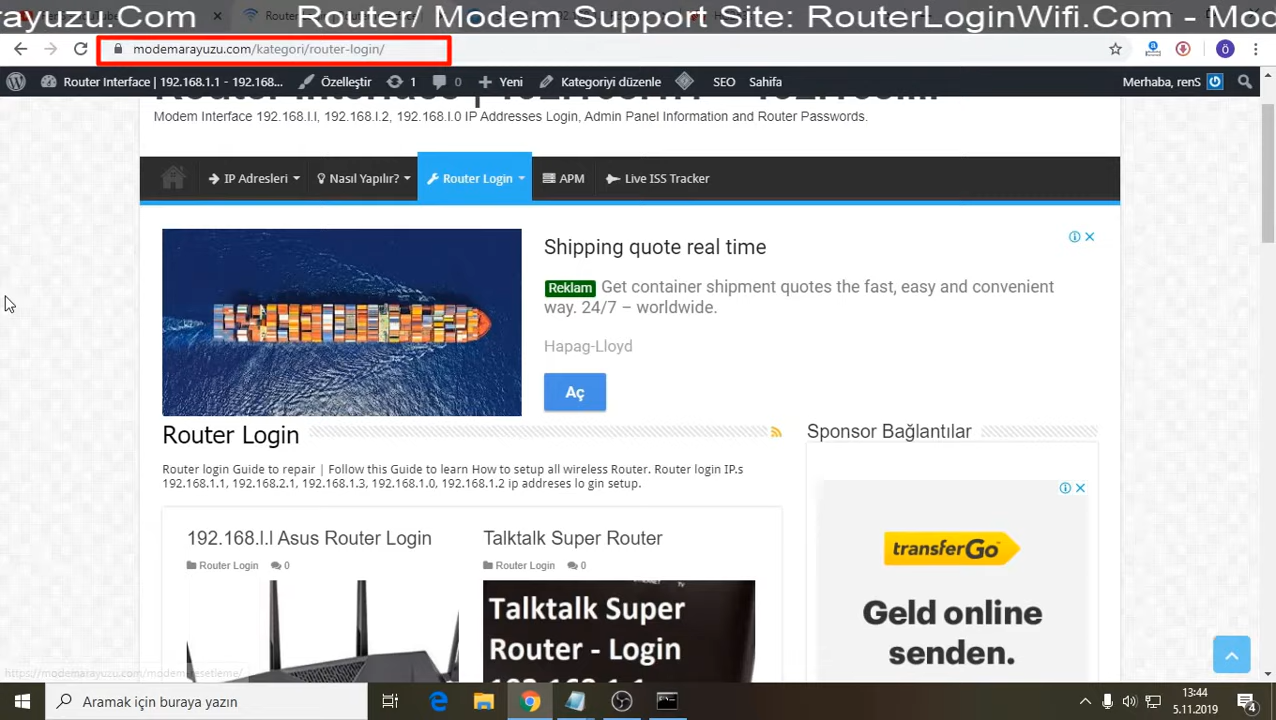 ayuzu.Com Router/ Modem Support Site: RouterLoginWifi.Com - Mod
modemarayuzu.com/kategori/router-login/
ö
Router Interface | 192.168.1.1 - 192.168...
Özelleştir
1
0
Yeni
Kategoriyi düzenle
SEO
Sahifa
Merhaba, renS
Modem Interface 192.168.l.l, 192.168.l.2, 192.168.l.0 IP Addresses Login, Admin Panel Information and Router Passwords.
IP Adresleri
Nasıl Yapılır?
Router Login
APM
Live ISS Tracker
Shipping quote real time
Reklam Get container shipment quotes the fast, easy and convenient
way. 24/7 – worldwide.
Hapag-Lloyd
Aç
Router Login
Sponsor Bağlantılar
Router login Guide to repair | Follow this Guide to learn How to setup all wireless Router. Router login IP.s
192.168.1.1, 192.168.2.1, 192.168.1.3, 192.168.1.0, 192.168.1.2 ip addreses lo gin setup.
192.168.l.l Asus Router Login
Router Login 0
Talktalk Super Router
Router Login 0
Talktalk Super
Router - Login
transferGo
Geld online
senden.
https://modemarayuzu.com/modem-resetleme/
Aramak için buraya yazın
13:44
5.11.2019
4